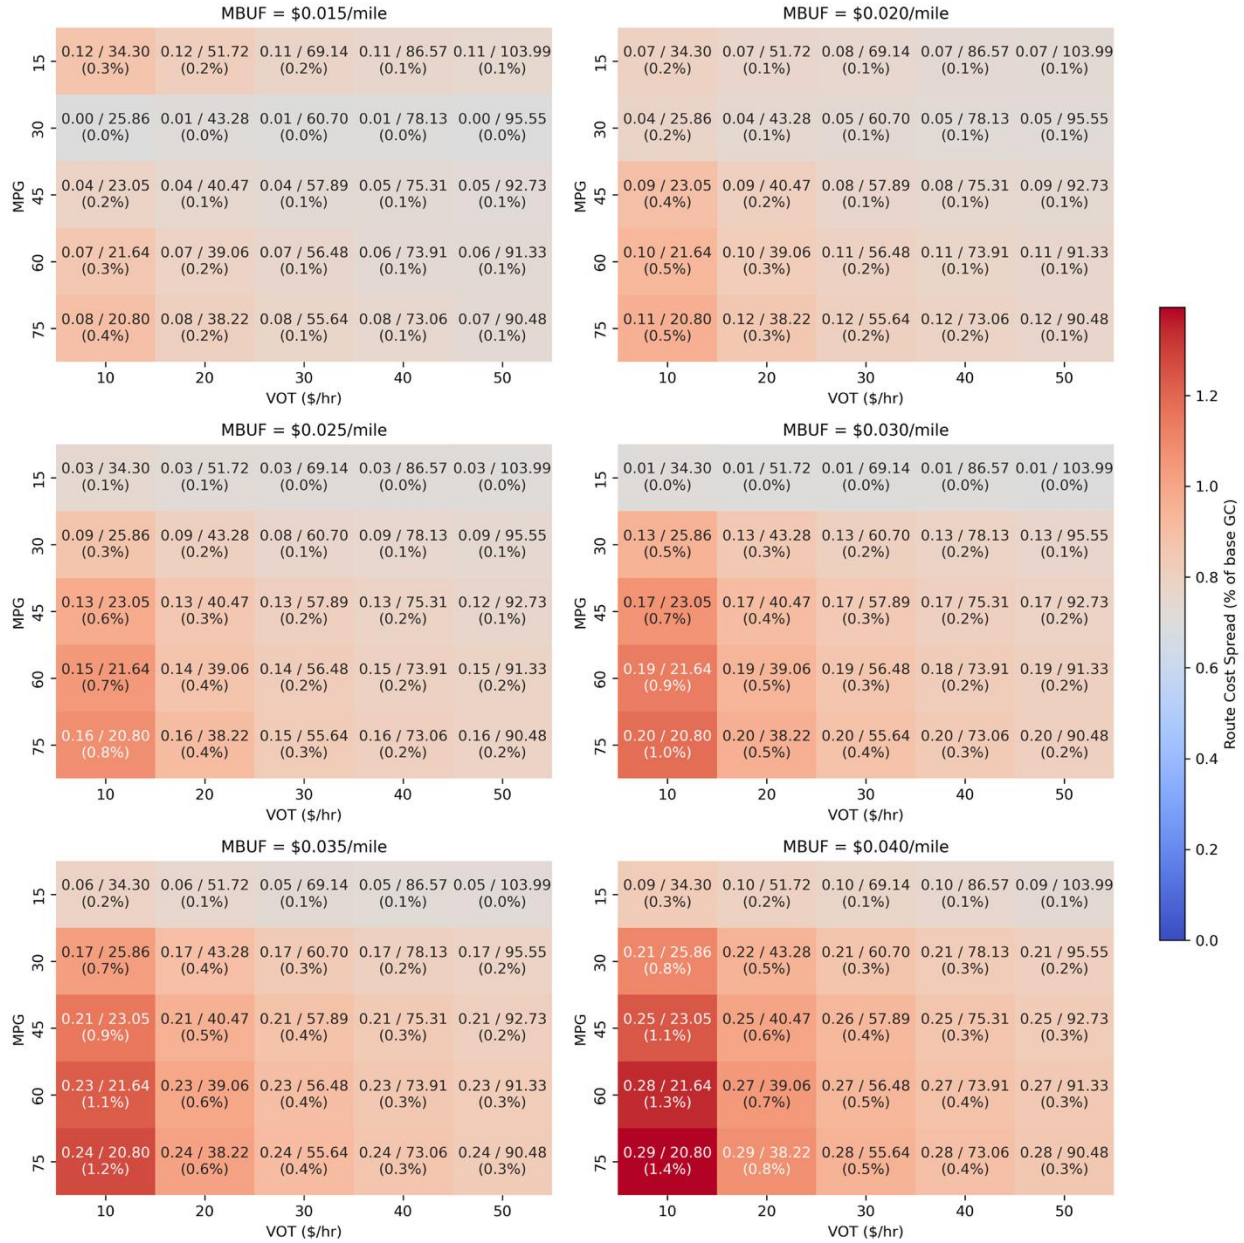 MBUF = $0.015/mile
MPG
15
0.12 / 34.30 0.12 / 51.72 0.11 / 69.14 0.11 / 86.57 0.11 / 103.99
(0.3%) (0.2%) (0.2%) (0.1%) (0.1%)
30
0.00 / 25.86 0.01 / 43.28 0.01 / 60.70 0.01 / 78.13 0.00 / 95.55
(0.0%) (0.0%) (0.0%) (0.0%) (0.0%)
45
0.04 / 23.05 0.04 / 40.47 0.04 / 57.89 0.05 / 75.31 0.05 / 92.73
(0.2%) (0.1%) (0.1%) (0.1%) (0.1%)
60
0.07 / 21.64 0.07 / 39.06 0.07 / 56.48 0.06 / 73.91 0.06 / 91.33
(0.3%) (0.2%) (0.1%) (0.1%) (0.1%)
75
0.08 / 20.80 0.08 / 38.22 0.08 / 55.64 0.08 / 73.06 0.07 / 90.48
(0.4%) (0.2%) (0.1%) (0.1%) (0.1%)
10 20 30 40 50
VOT ($/hr)
MBUF = $0.020/mile
MPG
15
0.07 / 34.30 0.07 / 51.72 0.08 / 69.14 0.07 / 86.57 0.07 / 103.99
(0.2%) (0.1%) (0.1%) (0.1%) (0.1%)
30
0.04 / 25.86 0.04 / 43.28 0.05 / 60.70 0.05 / 78.13 0.05 / 95.55
(0.2%) (0.1%) (0.1%) (0.1%) (0.1%)
45
0.09 / 23.05 0.09 / 40.47 0.08 / 57.89 0.08 / 75.31 0.09 / 92.73
(0.4%) (0.2%) (0.1%) (0.1%) (0.1%)
60
0.10 / 21.64 0.10 / 39.06 0.11 / 56.48 0.11 / 73.91 0.11 / 91.33
(0.5%) (0.3%) (0.2%) (0.1%) (0.1%)
75
0.11 / 20.80 0.12 / 38.22 0.12 / 55.64 0.12 / 73.06 0.12 / 90.48
(0.5%) (0.3%) (0.2%) (0.2%) (0.1%)
10 20 30 40 50
VOT ($/hr)
MBUF = $0.025/mile
MPG
15
0.03 / 34.30 0.03 / 51.72 0.03 / 69.14 0.03 / 86.57 0.03 / 103.99
(0.1%) (0.1%) (0.0%) (0.0%) (0.0%)
30
0.09 / 25.86 0.09 / 43.28 0.08 / 60.70 0.09 / 78.13 0.09 / 95.55
(0.3%) (0.2%) (0.1%) (0.1%) (0.1%)
45
0.13 / 23.05 0.13 / 40.47 0.13 / 57.89 0.13 / 75.31 0.12 / 92.73
(0.6%) (0.3%) (0.2%) (0.2%) (0.1%)
60
0.15 / 21.64 0.14 / 39.06 0.14 / 56.48 0.15 / 73.91 0.15 / 91.33
(0.7%) (0.4%) (0.2%) (0.2%) (0.2%)
75
0.16 / 20.80 0.16 / 38.22 0.15 / 55.64 0.16 / 73.06 0.16 / 90.48
(0.8%) (0.4%) (0.3%) (0.2%) (0.2%)
10 20 30 40 50
VOT ($/hr)
MBUF = $0.030/mile
MPG
15
0.01 / 34.30 0.01 / 51.72 0.01 / 69.14 0.01 / 86.57 0.01 / 103.99
(0.0%) (0.0%) (0.0%) (0.0%) (0.0%)
30
0.13 / 25.86 0.13 / 43.28 0.13 / 60.70 0.13 / 78.13 0.13 / 95.55
(0.5%) (0.3%) (0.2%) (0.2%) (0.1%)
45
0.17 / 23.05 0.17 / 40.47 0.17 / 57.89 0.17 / 75.31 0.17 / 92.73
(0.7%) (0.4%) (0.3%) (0.2%) (0.2%)
60
0.19 / 21.64 0.19 / 39.06 0.19 / 56.48 0.18 / 73.91 0.19 / 91.33
(0.9%) (0.5%) (0.3%) (0.2%) (0.2%)
75
0.20 / 20.80 0.20 / 38.22 0.20 / 55.64 0.20 / 73.06 0.20 / 90.48
(1.0%) (0.5%) (0.4%) (0.3%) (0.2%)
10 20 30 40 50
VOT ($/hr)
MBUF = $0.035/mile
MPG
15
0.06 / 34.30 0.06 / 51.72 0.05 / 69.14 0.05 / 86.57 0.05 / 103.99
(0.2%) (0.1%) (0.1%) (0.1%) (0.0%)
30
0.17 / 25.86 0.17 / 43.28 0.17 / 60.70 0.17 / 78.13 0.17 / 95.55
(0.7%) (0.4%) (0.3%) (0.2%) (0.2%)
45
0.21 / 23.05 0.21 / 40.47 0.21 / 57.89 0.21 / 75.31 0.21 / 92.73
(0.9%) (0.5%) (0.4%) (0.3%) (0.2%)
60
0.23 / 21.64 0.23 / 39.06 0.23 / 56.48 0.23 / 73.91 0.23 / 91.33
(1.1%) (0.6%) (0.4%) (0.3%) (0.3%)
75
0.24 / 20.80 0.24 / 38.22 0.24 / 55.64 0.24 / 73.06 0.24 / 90.48
(1.2%) (0.6%) (0.4%) (0.3%) (0.3%)
10 20 30 40 50
VOT ($/hr)
MBUF = $0.040/mile
MPG
15
0.09 / 34.30 0.10 / 51.72 0.10 / 69.14 0.10 / 86.57 0.09 / 103.99
(0.3%) (0.2%) (0.1%) (0.1%) (0.1%)
30
0.21 / 25.86 0.22 / 43.28 0.21 / 60.70 0.21 / 78.13 0.21 / 95.55
(0.8%) (0.5%) (0.3%) (0.3%) (0.2%)
45
0.25 / 23.05 0.25 / 40.47 0.26 / 57.89 0.25 / 75.31 0.25 / 92.73
(1.1%) (0.6%) (0.4%) (0.3%) (0.3%)
60
0.28 / 21.64 0.27 / 39.06 0.27 / 56.48 0.27 / 73.91 0.27 / 91.33
(1.3%) (0.7%) (0.5%) (0.4%) (0.3%)
75
0.29 / 20.80 0.29 / 38.22 0.28 / 55.64 0.28 / 73.06 0.28 / 90.48
(1.4%) (0.8%) (0.5%) (0.4%) (0.3%)
10 20 30 40 50
VOT ($/hr)
1.2
1.0
0.8
0.6
0.4
0.2
0.0
Route Cost Spread (% of base GC)